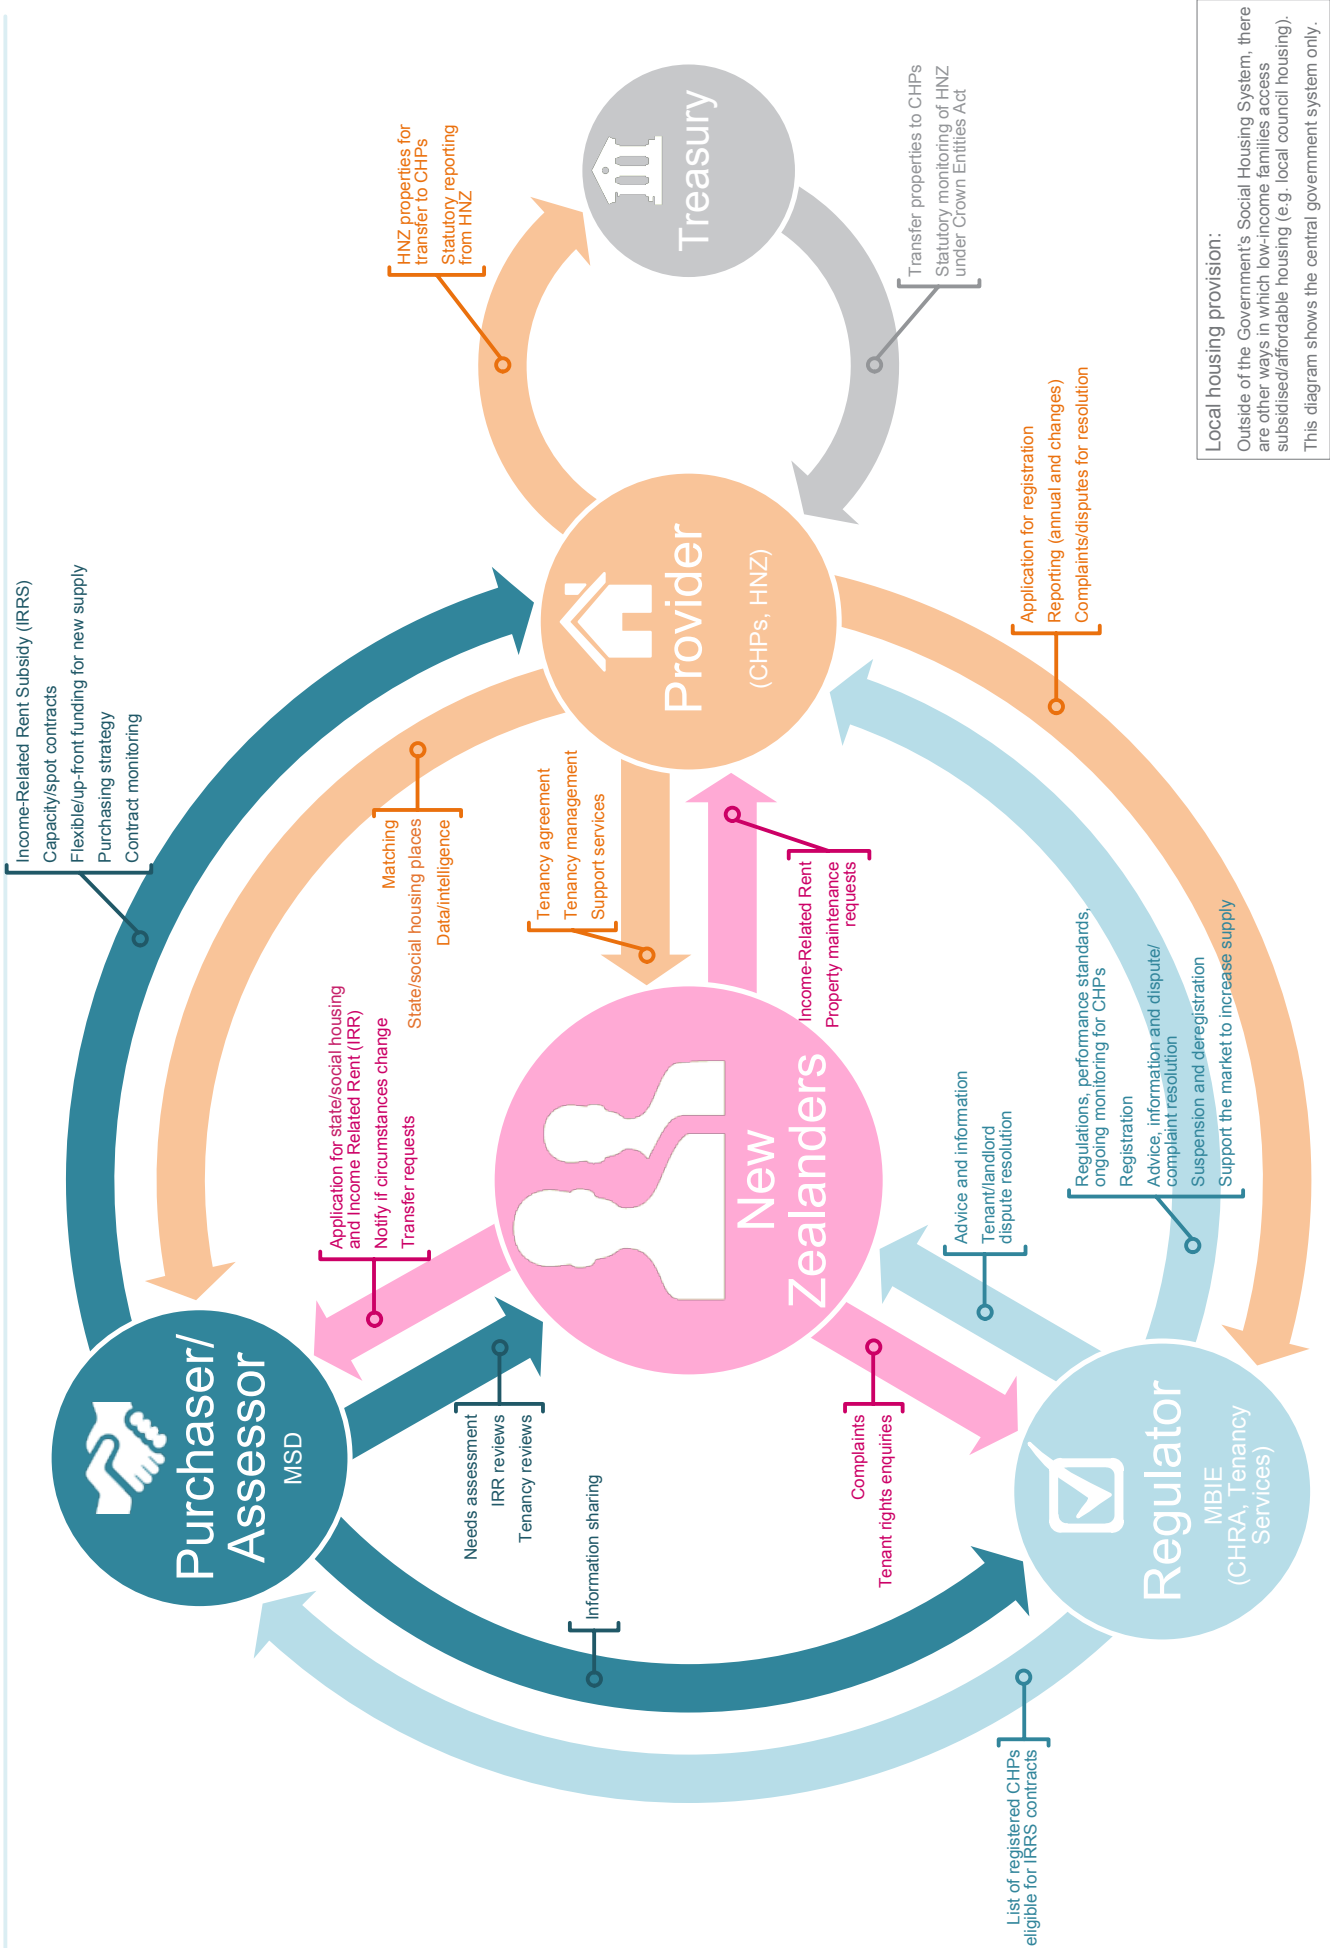 Income-Related Rent Subsidy (IRRS)
Capacity/spot contracts
Flexible/up-front funding for new supply
Purchasing strategy
Contract monitoring
Purchaser/
Assessor
MSD
Application for state/social housing
and Income Related Rent (IRR)
Notify if circumstances change
Transfer requests
Matching
State/social housing places
Data/intelligence
HNZ properties for
transfer to CHPs
Statutory reporting
from HNZ
Needs assessment
IRR reviews
Tenancy reviews
Tenancy agreement
Tenancy management
Support services
Information sharing
New
Zealanders
Provider
(CHPs, HNZ)
Treasury
Income-Related Rent
Property maintenance
requests
Transfer properties to CHPs
Statutory monitoring of HNZ
under Crown Entities Act
Complaints
Tenant rights enquiries
Advice and information
Tenant/landlord
dispute resolution
List of registered CHPs
eligible for IRRS contracts
Regulator
MBIE
(CHRA, Tenancy
Services)
Regulations, performance standards,
ongoing monitoring for CHPs
Registration
Advice, information and dispute/
complaint resolution
Suspension and deregistration
Support the market to increase supply
Application for registration
Reporting (annual and changes)
Complaints/disputes for resolution
Local housing provision:
Outside of the Government's Social Housing System, there
are other ways in which low-income families access
subsidised/affordable housing (e.g. local council housing).
This diagram shows the central government system only.